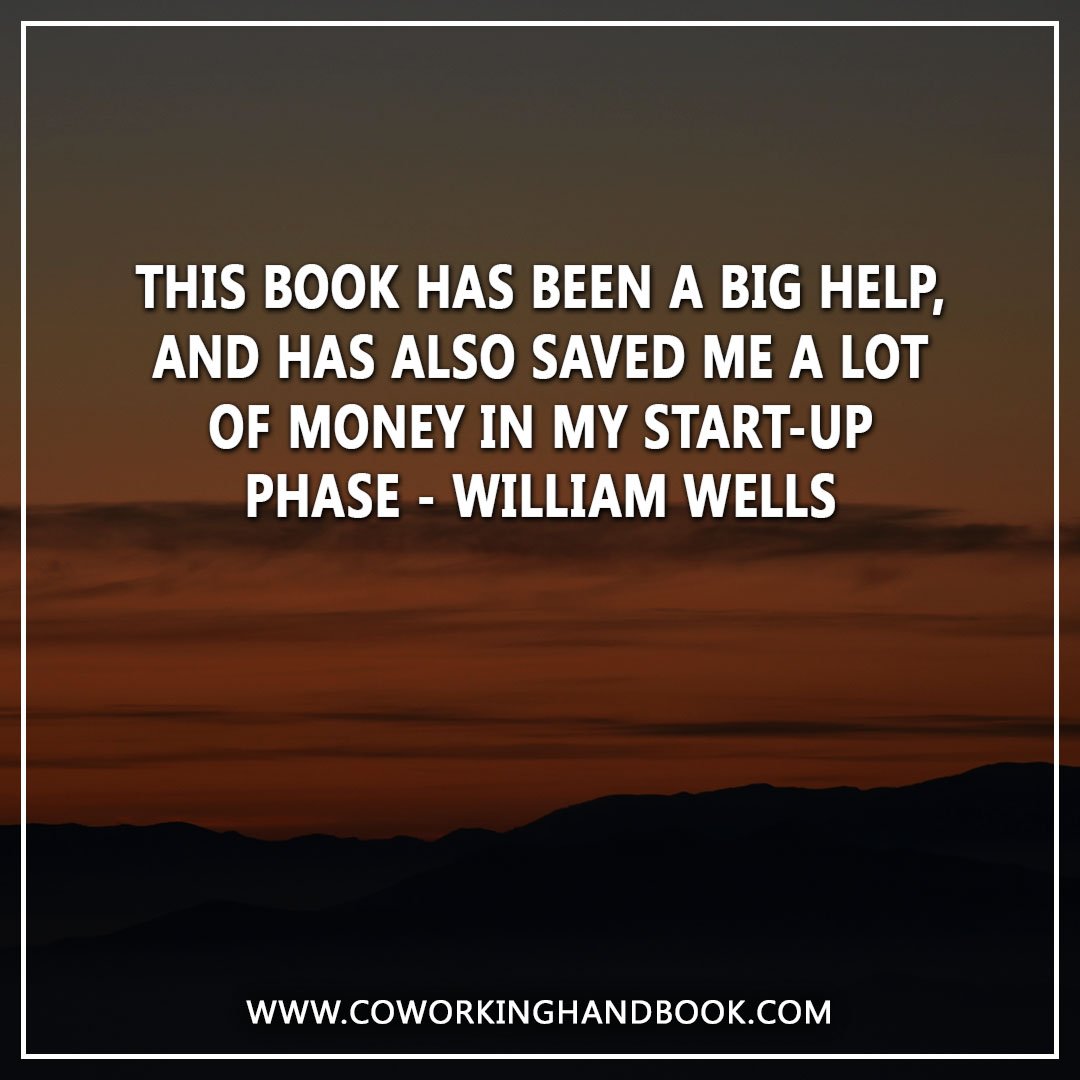 THIS BOOK HAS BEEN A BIG HELP,
AND HAS ALSO SAVED ME A LOT
OF MONEY IN MY START-UP
PHASE - WILLIAM WELLS
WWW.COWORKINGHANDBOOK.COM